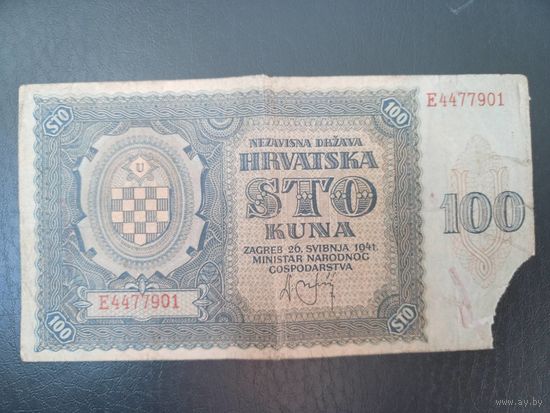 STO
100
E4477901
NEZAVISNA DRŽAVA
HRVATSKA
STO
KUNA
ZAGREB 26. SVIBNJA 1941.
MINISTAR NARODNOG
GOSPODARSTVA
U
100
E4477901
100
STO
www.ay.by